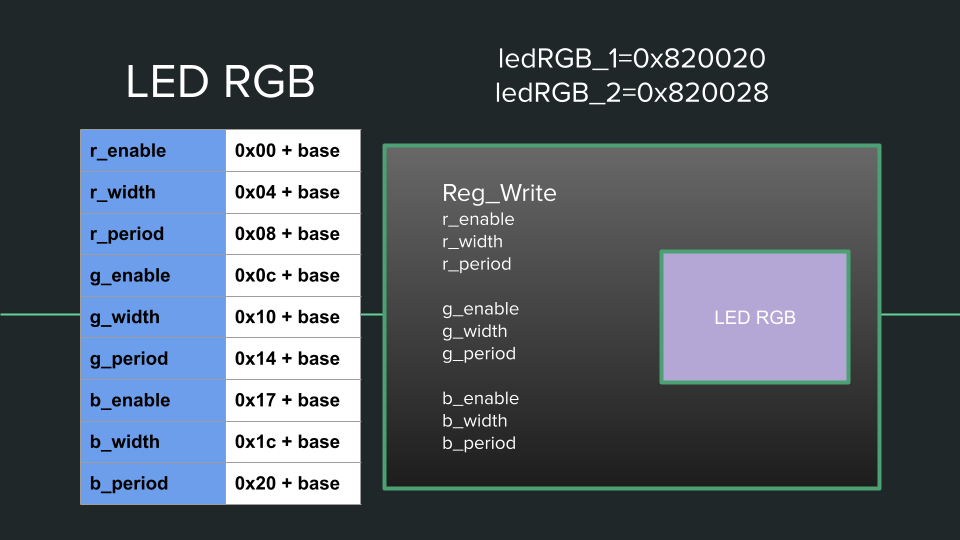 LED RGB
ledRGB_1=0x820020
ledRGB_2=0x820028
r_enable 0x00 + base
r_width 0x04 + base
r_period 0x08 + base
g_enable 0x0c + base
g_width 0x10 + base
g_period 0x14 + base
b_enable 0x17 + base
b_width 0x1c + base
b_period 0x20 + base
Reg_Write
r_enable
r_width
r_period
g_enable
g_width
g_period
b_enable
b_width
b_period
LED RGB